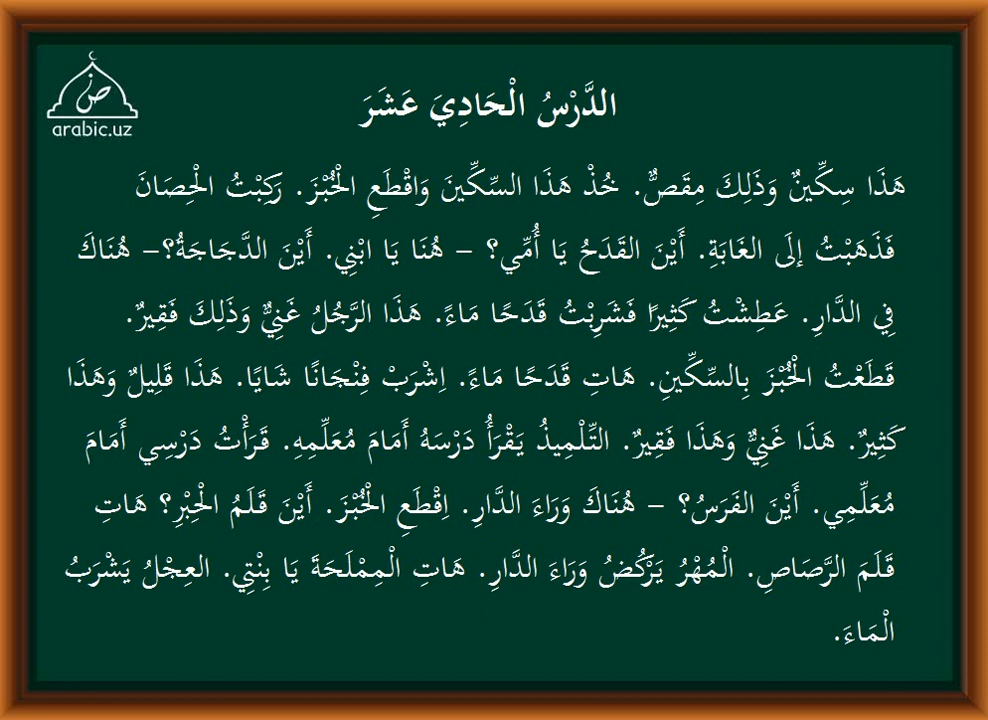 ض
arabic.uz
الدَّرْسُ الْحَادِيَ عَشَرَ
هَذَا سِكِّينٌ وَذَلِكَ مِقَصٌّ. خُذْ هَذَا السِّكِّينَ وَاقْطَعِ الْخُبْزَ. رَكِبْتُ الْحِصَانَ
فَذَهَبْتُ إلَى الغَابَةِ. أَيْنَ القَدَحُ يَا أُمِّي؟ – هُنَا يَا ابْنِي. أَيْنَ الدَّجَاجَةُ؟– هُنَاكَ
فِي الدَّارِ. عَطِشْتُ كَثِيرًا فَشَرِبْتُ قَدَحًا مَاءً. هَذَا الرَّجُلُ غَنِيٌّ وَذَلِكَ فَقِيرٌ.
قَطَعْتُ الْخُبْزَ بِالسِّكِّينِ. هَاتِ قَدَحًا مَاءً. اِشْرَبْ فِنْجَانًا شَايًا. هَذَا قَلِيلٌ وَهَذَا
كَثِيرٌ. هَذَا غَنِيٌّ وَهَذَا فَقِيرٌ. التِّلْمِيذُ يَقْرَأُ دَرْسَهُ أَمَامَ مُعَلِّمِهِ. قَرَأْتُ دَرْسِي أَمَامَ
مُعَلِّمِي. أَيْنَ الفَرَسُ؟ – هُنَاكَ وَرَاءَ الدَّارِ. اِقْطَعِ الْخُبْزَ. أَيْنَ قَلَمُ الْحِبْرِ؟ هَاتِ
قَلَمَ الرَّصَاصِ. الْمُهْرُ يَرْكُضُ وَرَاءَ الدَّارِ. هَاتِ الْمِمْلَحَةَ يَا بِنْتِي. العِجْلُ يَشْرَبُ
الْمَاءَ.